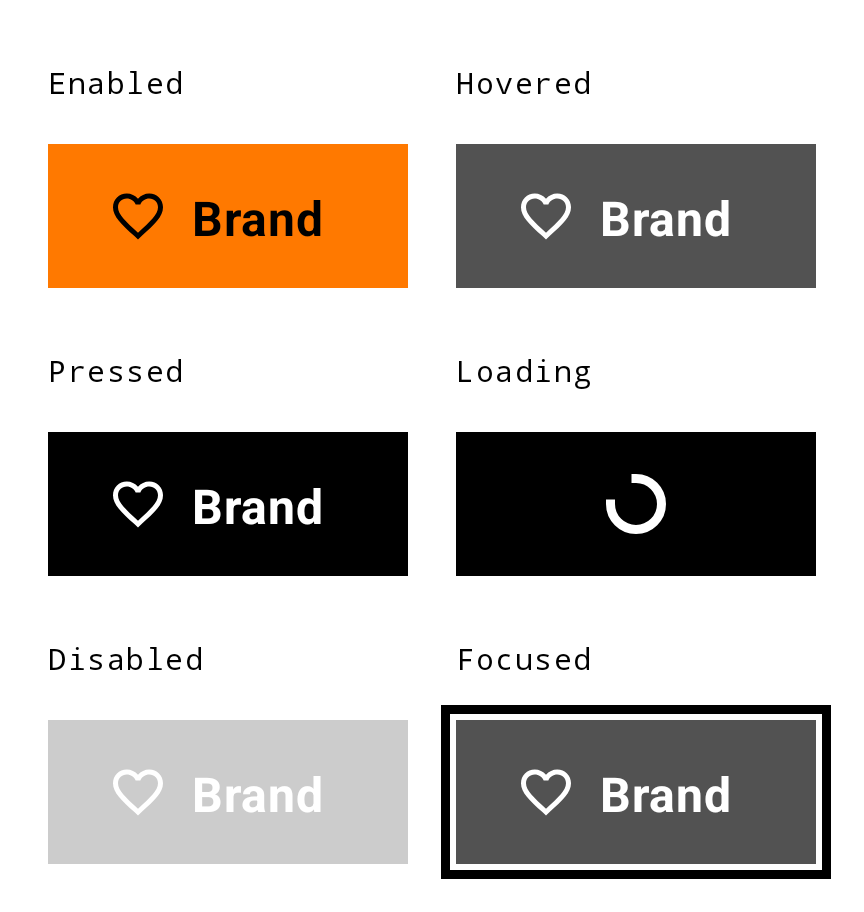 Enabled
Hovered
Brand
Brand
Pressed
Loading
Brand
Disabled
Focused
Brand
Brand